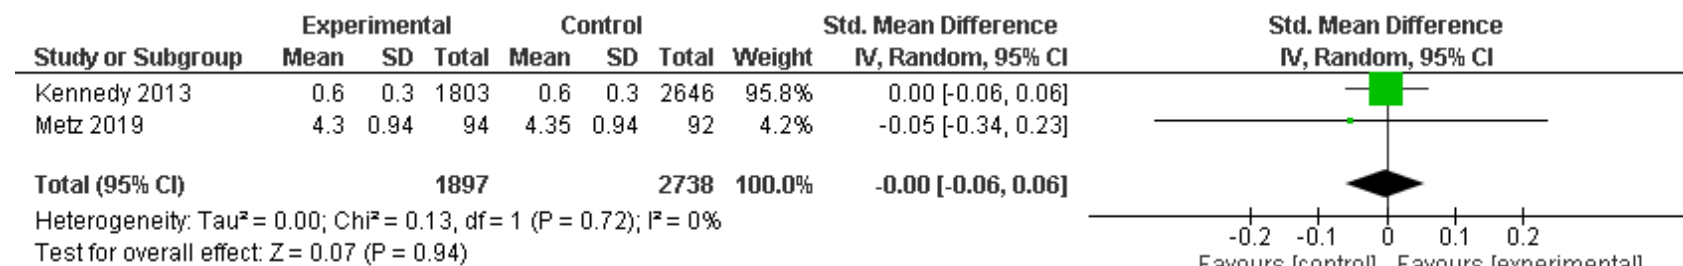 Experimental Control Std. Mean Difference Std. Mean Difference
Study or Subgroup Mean SD Total Mean SD Total Weight IV, Random, 95% CI IV, Random, 95% CI
Kennedy 2013 0.6 0.3 1803 0.6 0.3 2646 95.8% 0.00 [-0.06, 0.06]
Metz 2019 4.3 0.94 94 4.35 0.94 92 4.2% -0.05 [-0.34, 0.23]
Total (95% CI) 1897 2738 100.0% -0.00 [-0.06, 0.06]
Heterogeneity: Tau² = 0.00; Chi² = 0.13, df = 1 (P = 0.72); I² = 0%
Test for overall effect: Z = 0.07 (P = 0.94)
-0.2 -0.1 0 0.1 0.2
Favours [control] Favours [experimental]